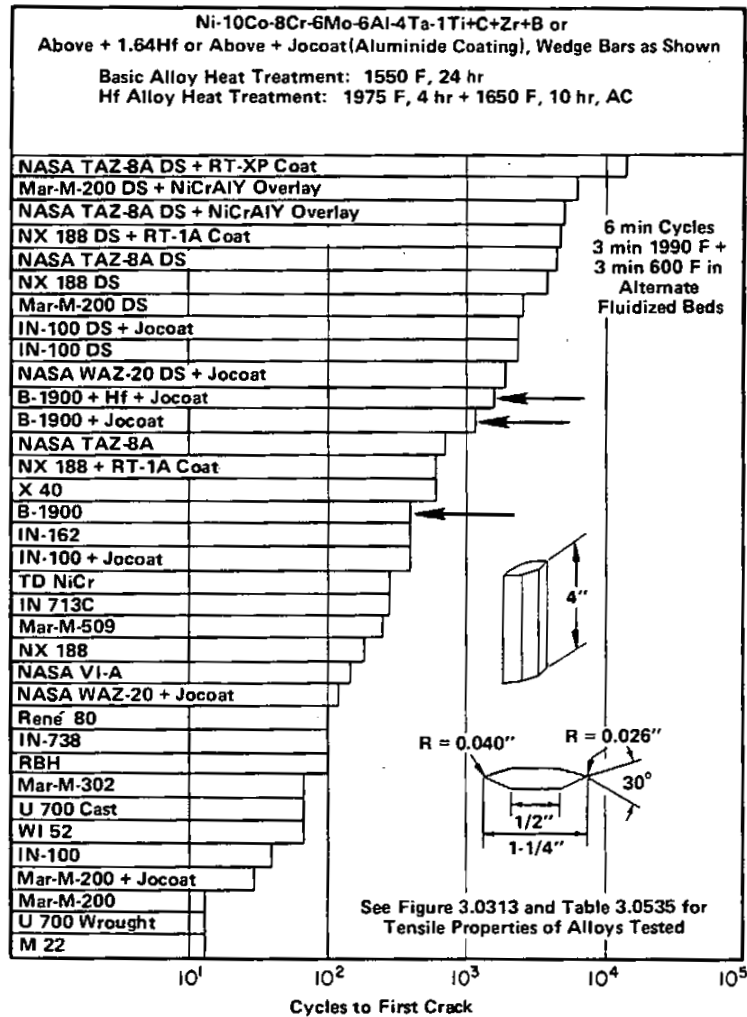 Ni-10Co-8Cr-6Mo-6Al-4Ta-1Ti+C+Zr+B or
Above + 1.64Hf or Above + Jocoat(Aluminide Coating), Wedge Bars as Shown
Basic Alloy Heat Treatment: 1550 F, 24 hr
Hf Alloy Heat Treatment: 1975 F, 4 hr + 1650 F, 10 hr, AC
NASA TAZ-8A DS + RT-XP Coat
Mar-M-200 DS + NiCrAlY Overlay
NASA TAZ-8A DS + NiCrAlY Overlay
NX 188 DS + RT-1A Coat
NASA TAZ-8A DS
NX 188 DS
Mar-M-200 DS
IN-100 DS + Jocoat
IN-100 DS
NASA WAZ-20 DS + Jocoat
B-1900 + Hf + Jocoat
B-1900 + Jocoat
NASA TAZ-8A
NX 188 + RT-1A Coat
X 40
B-1900
IN-162
IN-100 + Jocoat
TD NiCr
IN 713C
Mar-M-509
NX 188
NASA VI-A
NASA WAZ-20 + Jocoat
René 80
IN-738
RBH
Mar-M-302
U 700 Cast
WI 52
IN-100
Mar-M-200 + Jocoat
Mar-M-200
U 700 Wrought
M 22
6 min Cycles
3 min 1990 F +
3 min 600 F in
Alternate
Fluidized Beds
4″
R = 0.040″
R = 0.026″
30°
1/2″
1-1/4″
See Figure 3.0313 and Table 3.0535 for
Tensile Properties of Alloys Tested
10¹ 10² 10³ 10⁴ 10⁵
Cycles to First Crack